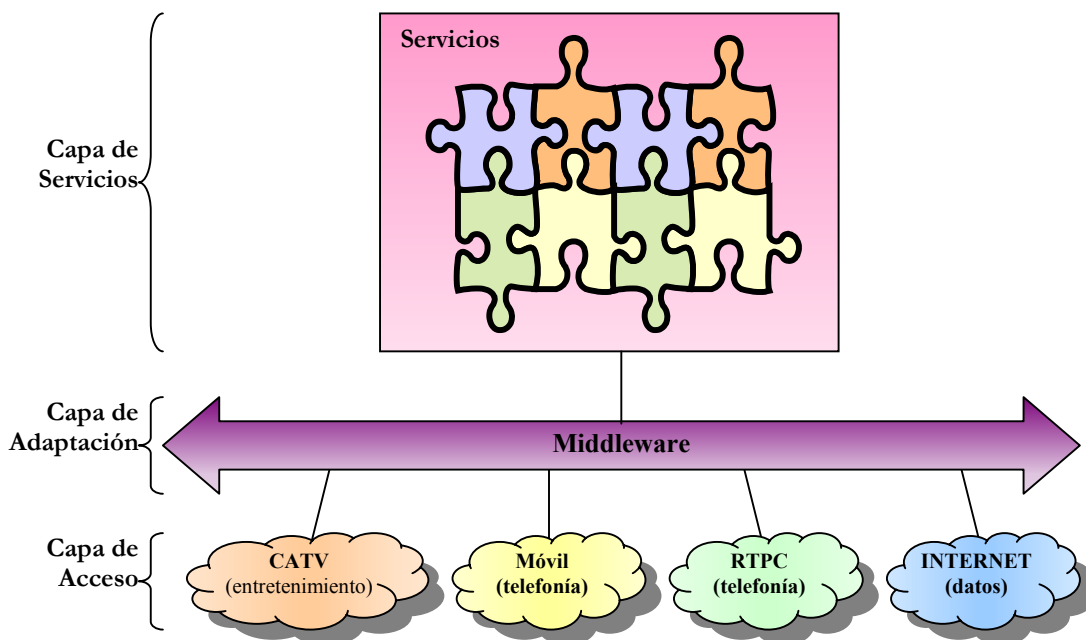 Servicios
Capa de
Servicios
Capa de
Adaptación
Middleware
Capa de
Acceso
CATV
(entretenimiento)
Móvil
(telefonía)
RTPC
(telefonía)
INTERNET
(datos)